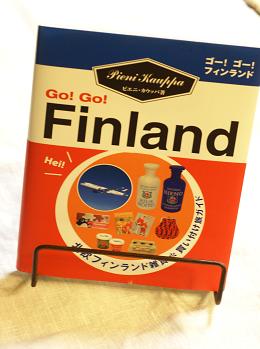 Pieni Kauppa
ピエニ・カウッパ著
ゴー! ゴー!
フィンランド
Go! Go!
Finland
Hei!
北欧フィンランド雑貨&買い付け旅ガイド